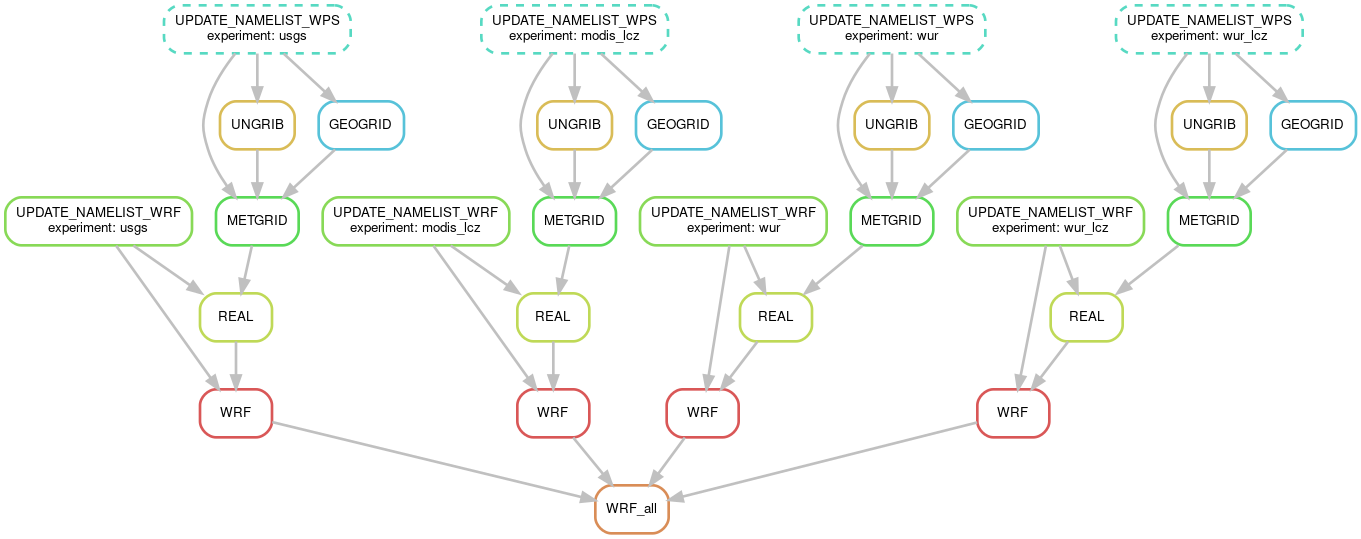 UPDATE_NAMELIST_WPS
experiment: usgs
UPDATE_NAMELIST_WPS
experiment: modis_lcz
UPDATE_NAMELIST_WPS
experiment: wur
UPDATE_NAMELIST_WPS
experiment: wur_lcz
UNGRIB
GEOGRID
UNGRIB
GEOGRID
UNGRIB
GEOGRID
UNGRIB
GEOGRID
UPDATE_NAMELIST_WRF
experiment: usgs
METGRID
UPDATE_NAMELIST_WRF
experiment: modis_lcz
METGRID
UPDATE_NAMELIST_WRF
experiment: wur
METGRID
UPDATE_NAMELIST_WRF
experiment: wur_lcz
METGRID
REAL
REAL
REAL
REAL
WRF
WRF
WRF
WRF
WRF_all